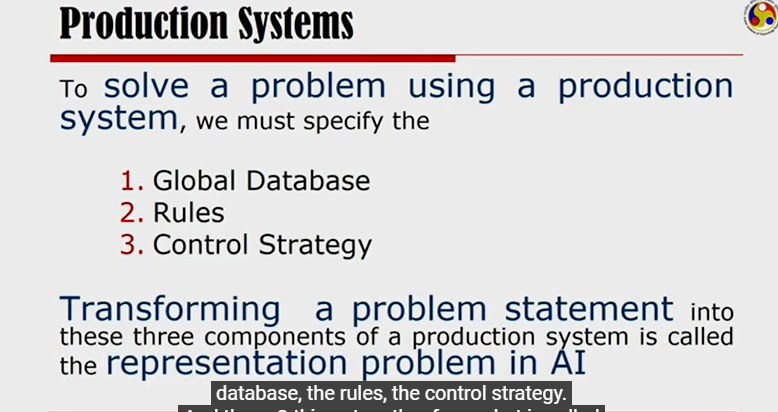 Production Systems
To solve a problem using a production
system, we must specify the
1. Global Database
2. Rules
3. Control Strategy
Transforming a problem statement into
these three components of a production system is called
the representation problem in AI
database, the rules, the control strategy.